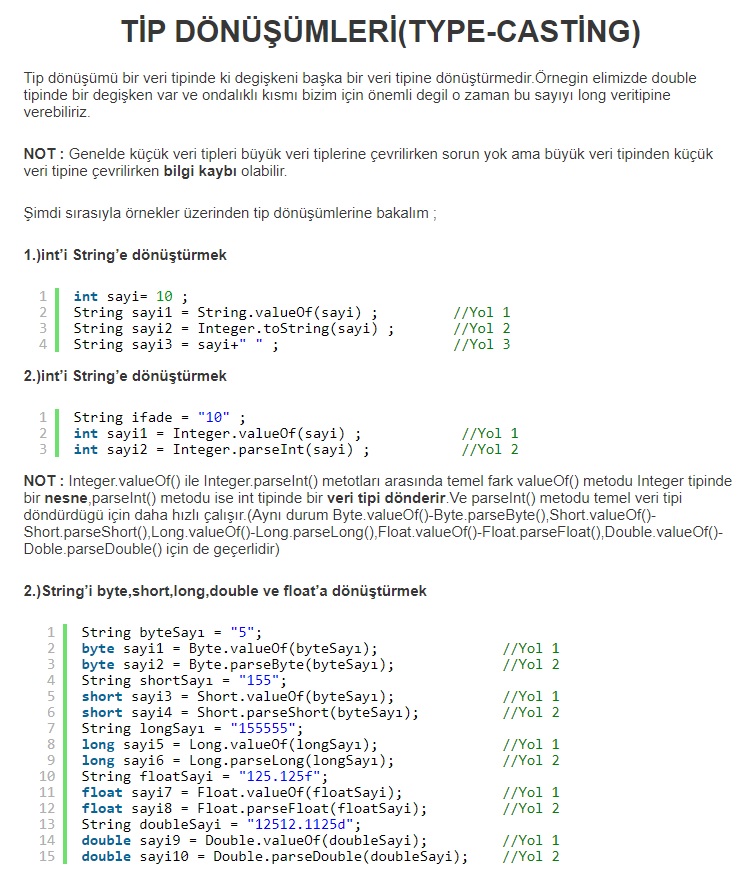 TİP DÖNÜŞÜMLERİ(TYPE-CASTİNG)
Tip dönüşümü bir veri tipinde ki degişkeni başka bir veri tipine dönüştürmedir.Örnegin elimizde double
tipinde bir degişken var ve ondalıklı kısmı bizim için önemli degil o zaman bu sayıyı long veritipine
verebiliriz.
NOT : Genelde küçük veri tipleri büyük veri tiplerine çevrilirken sorun yok ama büyük veri tipinden küçük
veri tipine çevrilirken bilgi kaybı olabilir.
Şimdi sırasıyla örnekler üzerinden tip dönüşümlerine bakalım ;
1.)int'i String'e dönüştürmek
1 int sayi= 10 ;
2 String sayi1 = String.valueOf(sayi) ; //Yol 1
3 String sayi2 = Integer.toString(sayi) ; //Yol 2
4 String sayi3 = sayi+" " ; //Yol 3
2.)int'i String'e dönüştürmek
1 String ifade = "10" ;
2 int sayi1 = Integer.valueOf(sayi) ; //Yol 1
3 int sayi2 = Integer.parseInt(sayi) ; //Yol 2
NOT : Integer.valueOf() ile Integer.parseInt() metotları arasında temel fark valueOf() metodu Integer tipinde
bir nesne,parseInt() metodu ise int tipinde bir veri tipi dönderir.Ve parseInt() metodu temel veri tipi
döndürdügü için daha hızlı çalışır.(Aynı durum Byte.valueOf()-Byte.parseByte(),Short.valueOf()-
Short.parseShort(),Long.valueOf()-Long.parseLong(),Float.valueOf()-Float.parseFloat(),Double.valueOf()-
Doble.parseDouble() için de geçerlidir)
2.)String'i byte,short,long,double ve float'a dönüştürmek
1 String byteSayı = "5";
2 byte sayi1 = Byte.valueOf(byteSayı); //Yol 1
3 byte sayi2 = Byte.parseByte(byteSayı); //Yol 2
4 String shortSayı = "155";
5 short sayi3 = Short.valueOf(byteSayı); //Yol 1
6 short sayi4 = Short.parseShort(byteSayı); //Yol 2
7 String longSayı = "155555";
8 long sayi5 = Long.valueOf(longSayı); //Yol 1
9 long sayi6 = Long.parseLong(longSayı); //Yol 2
10 String floatSayi = "125.125f";
11 float sayi7 = Float.valueOf(floatSayi); //Yol 1
12 float sayi8 = Float.parseFloat(floatSayi); //Yol 2
13 String doubleSayi = "12512.1125d";
14 double sayi9 = Double.valueOf(doubleSayi); //Yol 1
15 double sayi10 = Double.parseDouble(doubleSayi); //Yol 2